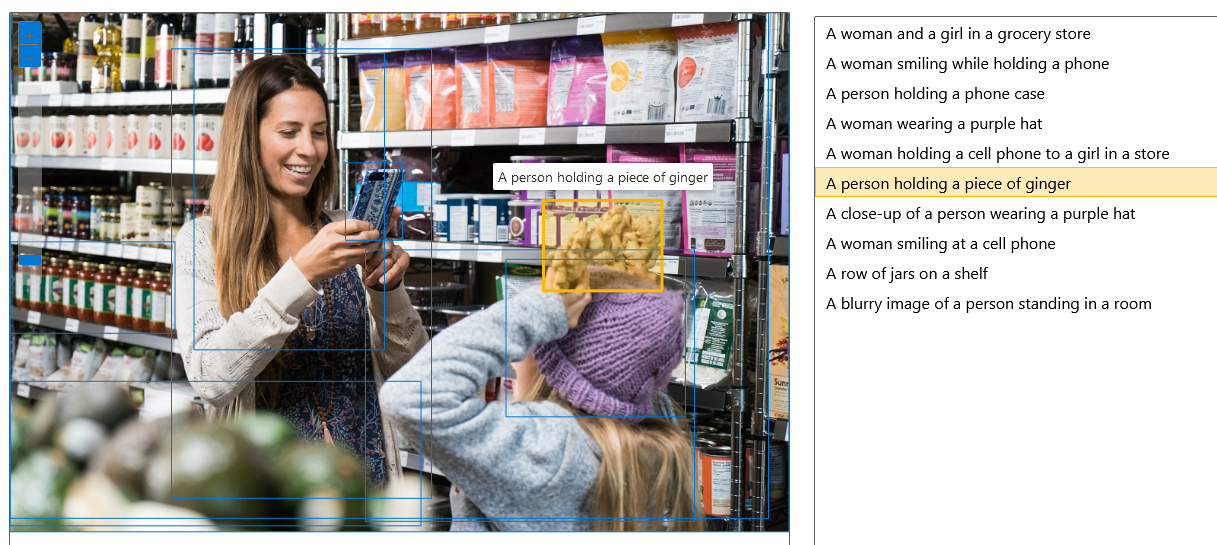 A person holding a piece of ginger
A woman and a girl in a grocery store
A woman smiling while holding a phone
A person holding a phone case
A woman wearing a purple hat
A woman holding a cell phone to a girl in a store
A person holding a piece of ginger
A close-up of a person wearing a purple hat
A woman smiling at a cell phone
A row of jars on a shelf
A blurry image of a person standing in a room